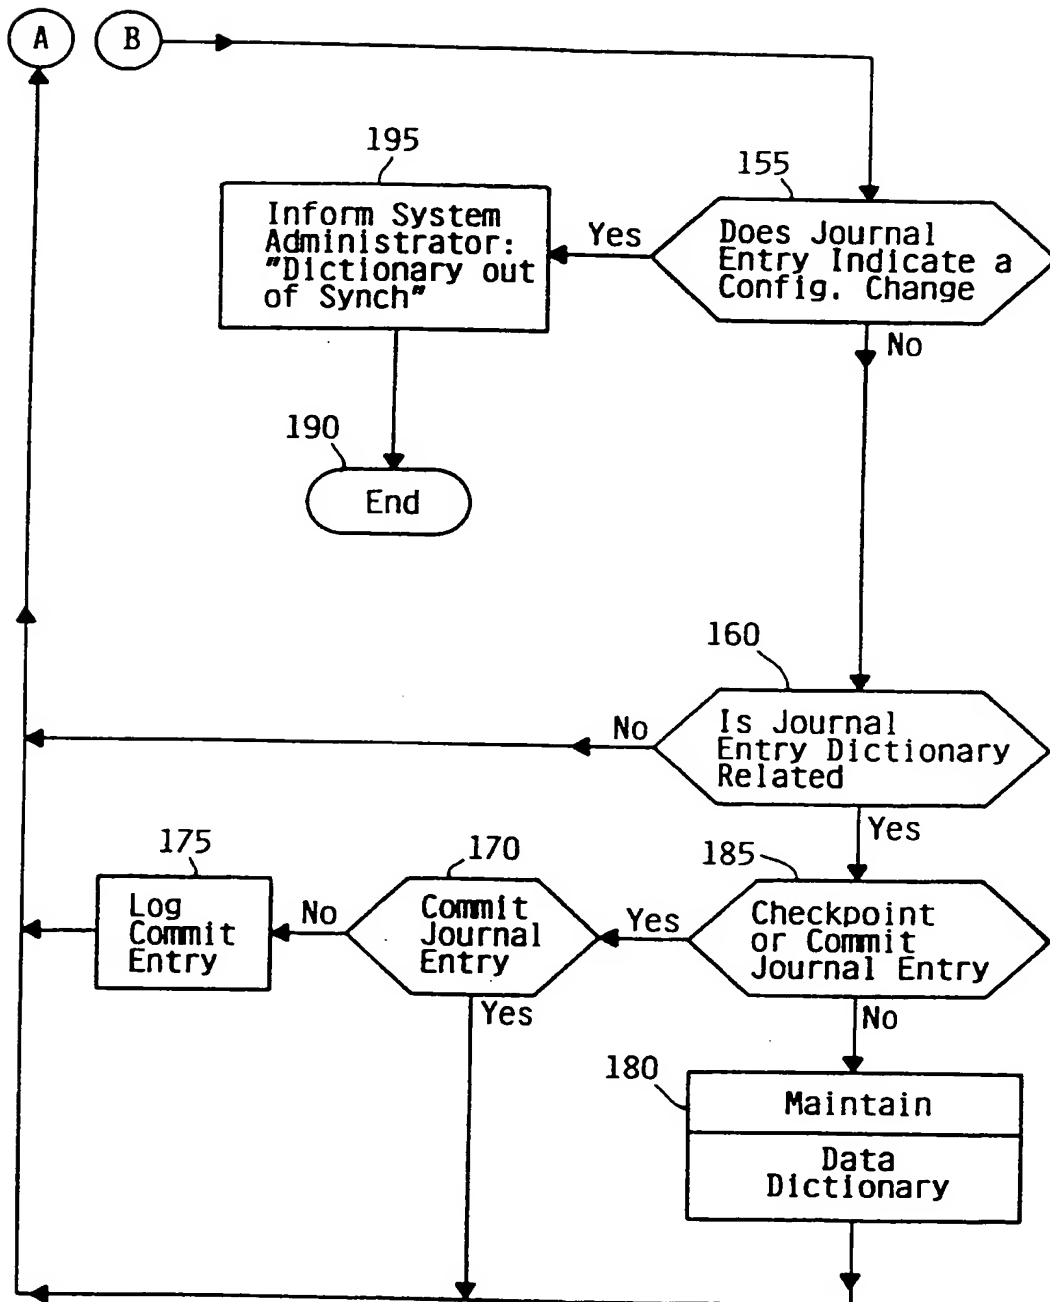 A
B
195
Inform System
Administrator:
"Dictionary out
of Synch"
Yes
155
Does Journal
Entry Indicate a
Config. Change
No
190
End
160
Is Journal
Entry Dictionary
Related
No
Yes
175
Log
Commit
Entry
No
170
Commit
Journal
Entry
Yes
Yes
185
Checkpoint
or Commit
Journal Entry
No
180
Maintain
Data
Dictionary